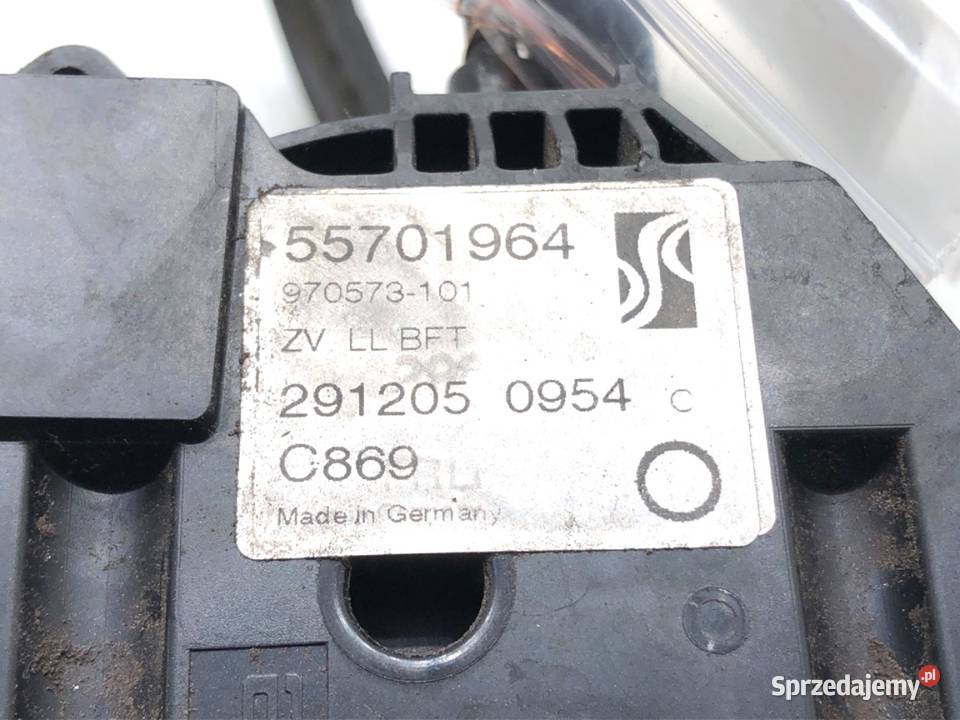 55701964
970573-101
ZV LL BFT
291205 0954 C
C869
Made in Germany
Sprzedajemy.pl